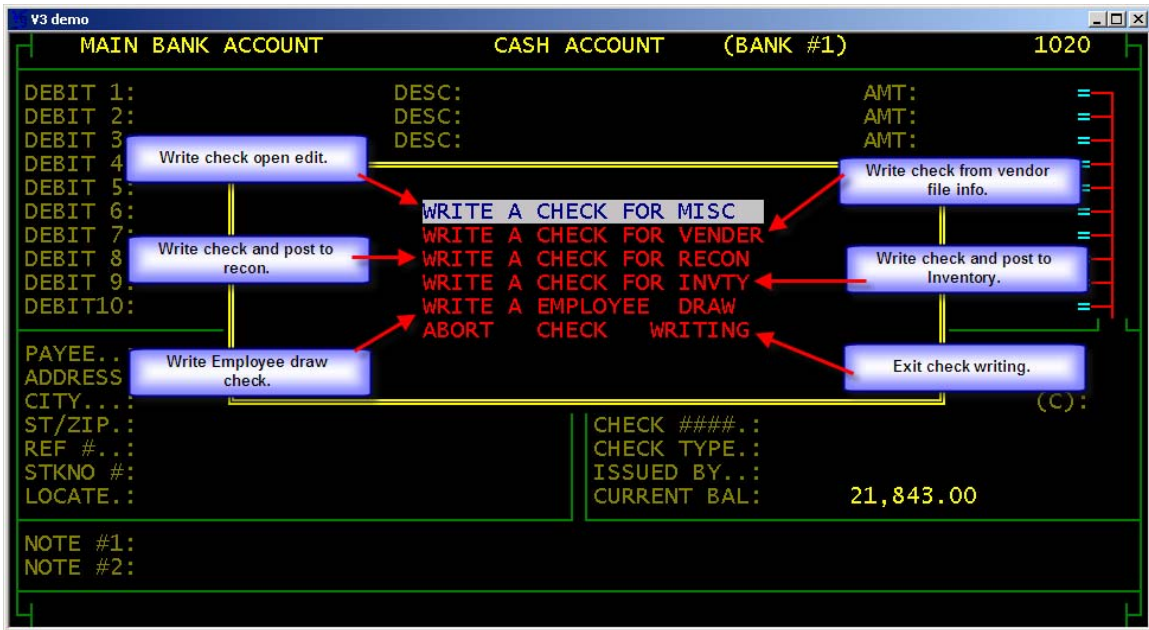 V3 demo
MAIN BANK ACCOUNT CASH ACCOUNT (BANK #1) 1020
DEBIT 1: DESC: AMT:
DEBIT 2: DESC: AMT:
DEBIT 3 DESC: AMT:
DEBIT 4
DEBIT 5:
DEBIT 6:
DEBIT 7:
DEBIT 8
DEBIT 9:
DEBIT10:
Write check open edit.
Write check from vendor
file info.
Write check and post to
recon.
Write check and post to
Inventory.
Write Employee draw
check.
Exit check writing.
WRITE A CHECK FOR MISC
WRITE A CHECK FOR VENDER
WRITE A CHECK FOR RECON
WRITE A CHECK FOR INVTY
WRITE A EMPLOYEE DRAW
ABORT CHECK WRITING
PAYEE..
ADDRESS
CITY...: (C):
ST/ZIP.: CHECK ####.:
REF #..: CHECK TYPE.:
STKNO #: ISSUED BY..:
LOCATE.: CURRENT BAL: 21,843.00
NOTE #1:
NOTE #2: